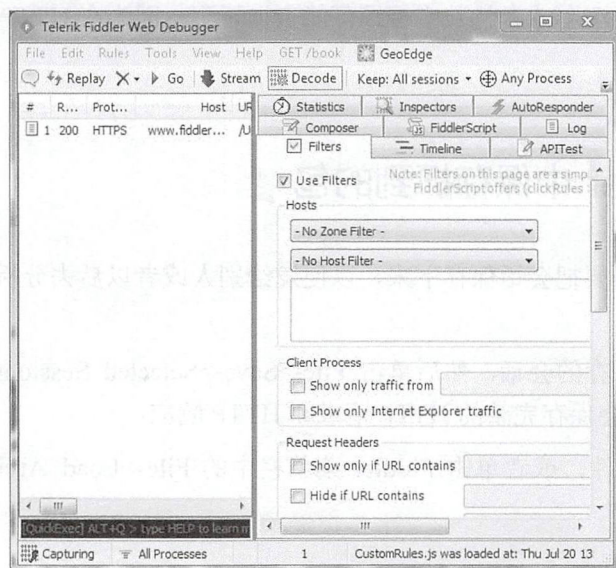 Telerik Fiddler Web Debugger
File Edit Rules Tools View Help GET /book GeoEdge
Replay X Go Stream Decode Keep: All sessions Any Process
# R... Prot... Host UR
1 200 HTTPS www.fiddler... /U
Statistics Inspectors AutoResponder
Composer FiddlerScript Log
Filters Timeline APITest
Use Filters
Note: Filters on this page are a simp
FiddlerScript offers (click Rules
Hosts
- No Zone Filter -
- No Host Filter -
Client Process
Show only traffic from
Show only Internet Explorer traffic
Request Headers
Show only if URL contains
Hide if URL contains
[QuickExec] ALT+Q > type HELP to learn m
Capturing All Processes 1 CustomRules.js was loaded at: Thu Jul 20 13